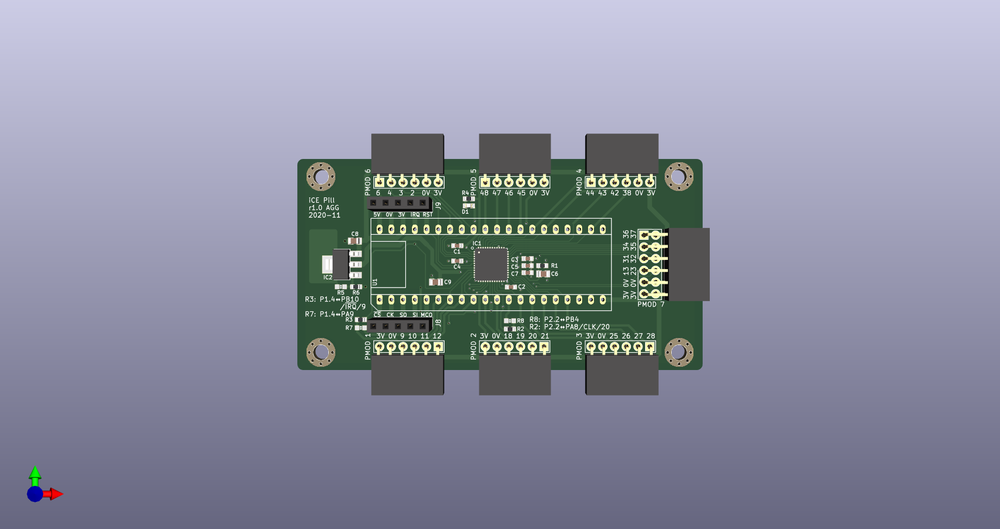 PMOD 6
6 4 3 2 0V 3V
PMOD 5
48 47 46 45 0V 3V
PMOD 4
44 43 42 38 0V 3V
ICE Pill
r1.0 AGG
2020-11
5V 0V 3V IRQ RST
J9
R4
D1
C8
IC2
R5 R6
U1
IC1
C1
C4
C9
C3
C5
C7
R1
C6
C2
36 37
34 35
31 32
13 23
0V 0V
3V 3V
PMOD 7
R3: P1.4↔PB10
/IRQ/9
R7: P1.4↔PA9
R3
R7
CS CK SO SI MCO
J8
R8
R2
R8: P2.2↔PB4
R2: P2.2↔PA8/CLK/20
PMOD 1
3V 0V 9 10 11 12
PMOD 2
3V 0V 18 19 20 21
PMOD 3
3V 0V 25 26 27 28